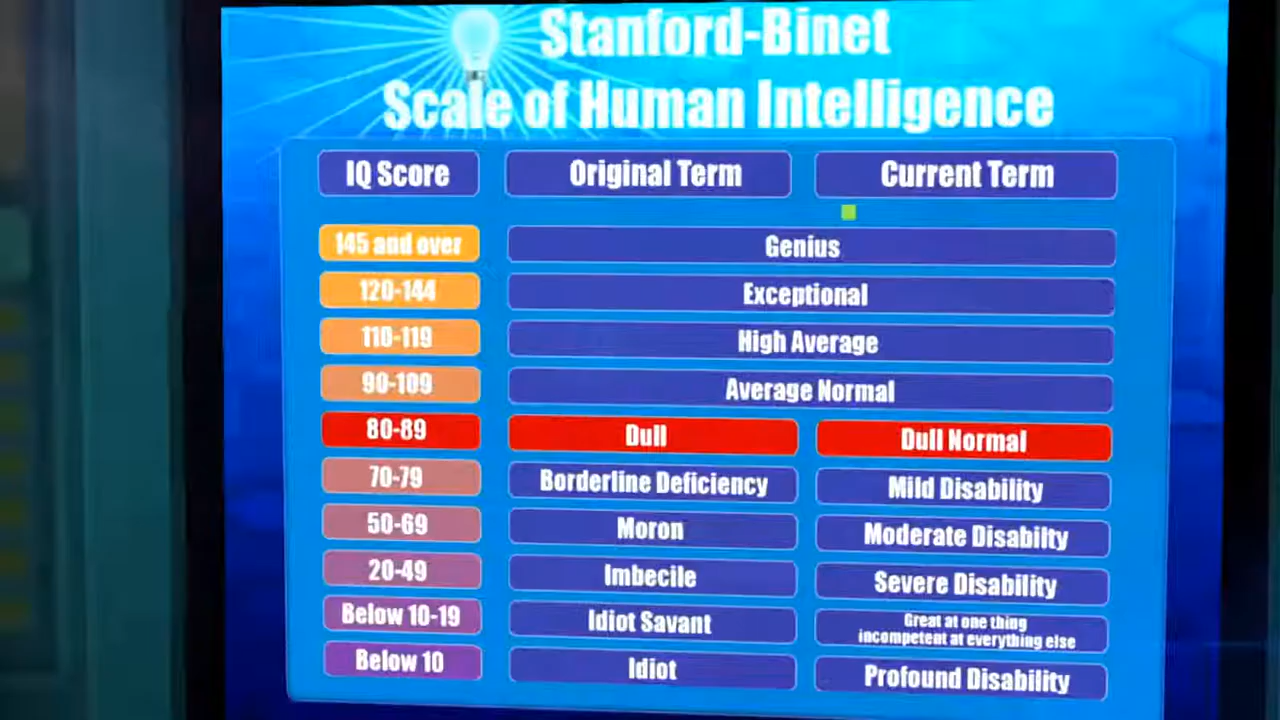 Stanford-Binet
Scale of Human Intelligence
IQ Score Original Term Current Term
145 and over Genius
120-144 Exceptional
110-119 High Average
90-109 Average Normal
80-89 Dull Dull Normal
70-79 Borderline Deficiency Mild Disability
50-69 Moron Moderate Disabilty
20-49 Imbecile Severe Disability
Below 10-19 Idiot Savant Great at one thing
incompetent at everything else
Below 10 Idiot Profound Disability